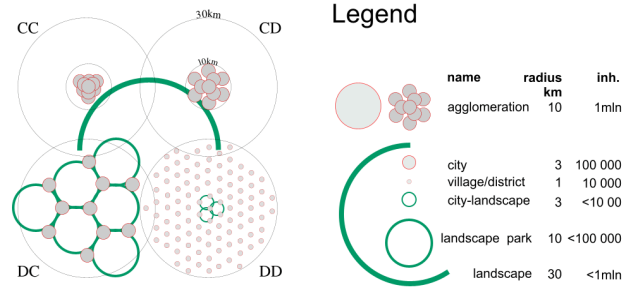 CC
30km
CD
10km
DC
DD
Legend
name radius km inh.
agglomeration 10 1mln
city 3 100 000
village/district 1 10 000
city-landscape 3 <10 00
landscape park 10 <100 000
landscape 30 <1mln